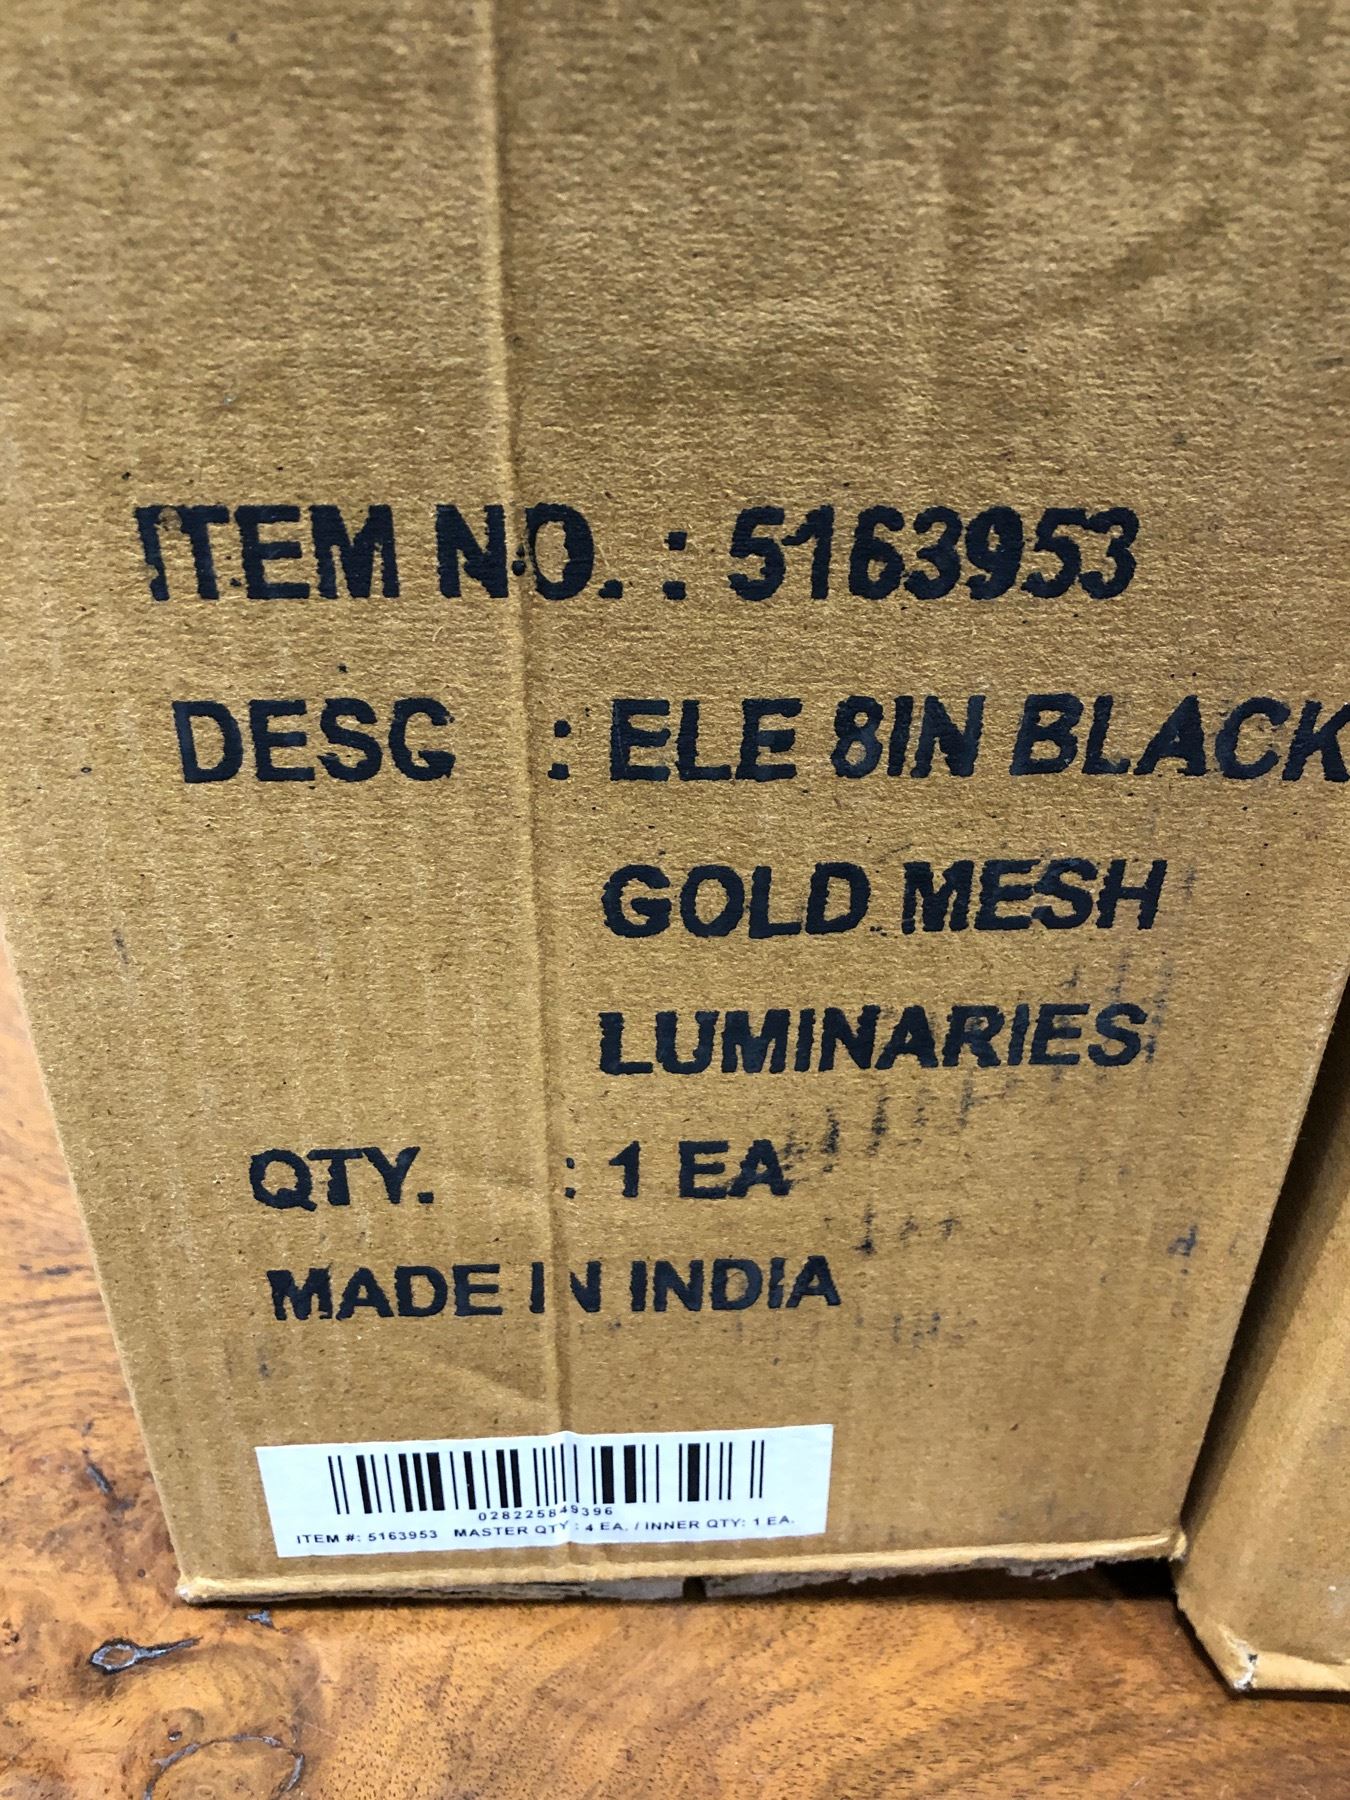 ITEM NO. : 5163953
DESC : ELE 8IN BLACK
GOLD MESH
LUMINARIES
QTY. : 1 EA
MADE IN INDIA
028225849396
ITEM #: 5163953 MASTER QTY : 4 EA. / INNER QTY: 1 EA.